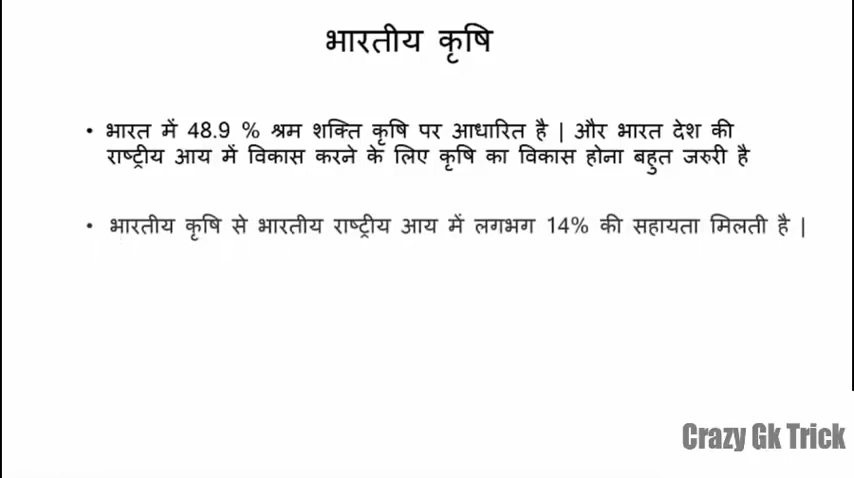 भारतीय कृषि
• भारत में 48.9 % श्रम शक्ति कृषि पर आधारित है | और भारत देश की
राष्ट्रीय आय में विकास करने के लिए कृषि का विकास होना बहुत जरुरी है
• भारतीय कृषि से भारतीय राष्ट्रीय आय में लगभग 14% की सहायता मिलती है |
Crazy Gk Trick